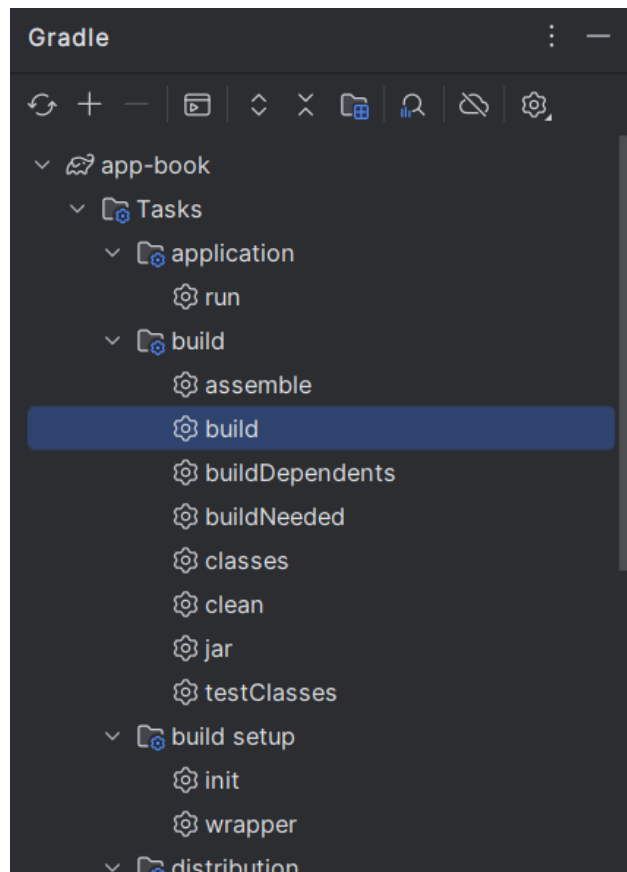 Gradle
app-book
Tasks
application
run
build
assemble
build
buildDependents
buildNeeded
classes
clean
jar
testClasses
build setup
init
wrapper
distribution